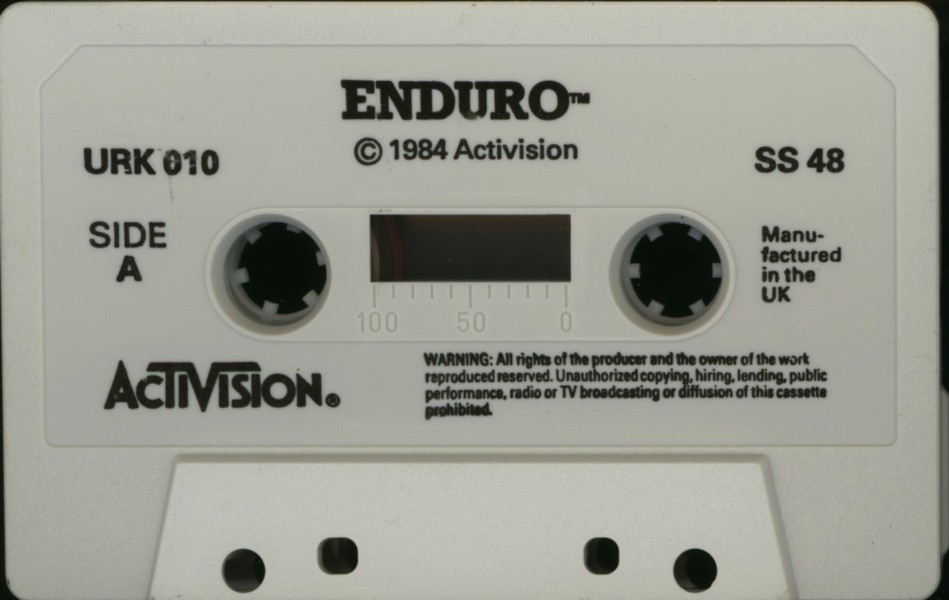 ENDURO™
© 1984 Activision
URK 010
SS 48
SIDE
A
Manu-
factured
in the
UK
100 50 0
ACTIVISION®
WARNING: All rights of the producer and the owner of the work
reproduced reserved. Unauthorized copying, hiring, lending, public
performance, radio or TV broadcasting or diffusion of this cassette
prohibited.